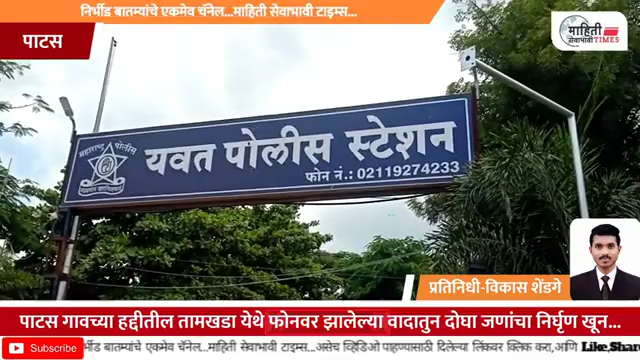 निर्भीड बातम्यांचे एकमेव चॅनेल...माहिती सेवाभावी टाइम्स...
पाटस
माहिती
सेवाभावी TIMES
महाराष्ट्र पोलीस
यवत पोलीस स्टेशन
फोन नं.: 02119274233
प्रतिनिधी-विकास शेंडगे
पाटस गावच्या हद्दीतील तामखडा येथे फोनवर झालेल्या वादातुन दोघा जणांचा निर्घृण खून...
Subscribe
निर्भीड बातम्यांचे एकमेव चॅनेल...माहिती सेवाभावी टाइम्स...असेच व्हिडिओ पाहण्यासाठी दिलेल्या लिंकवर क्लिक करा,आणि Like,Shar